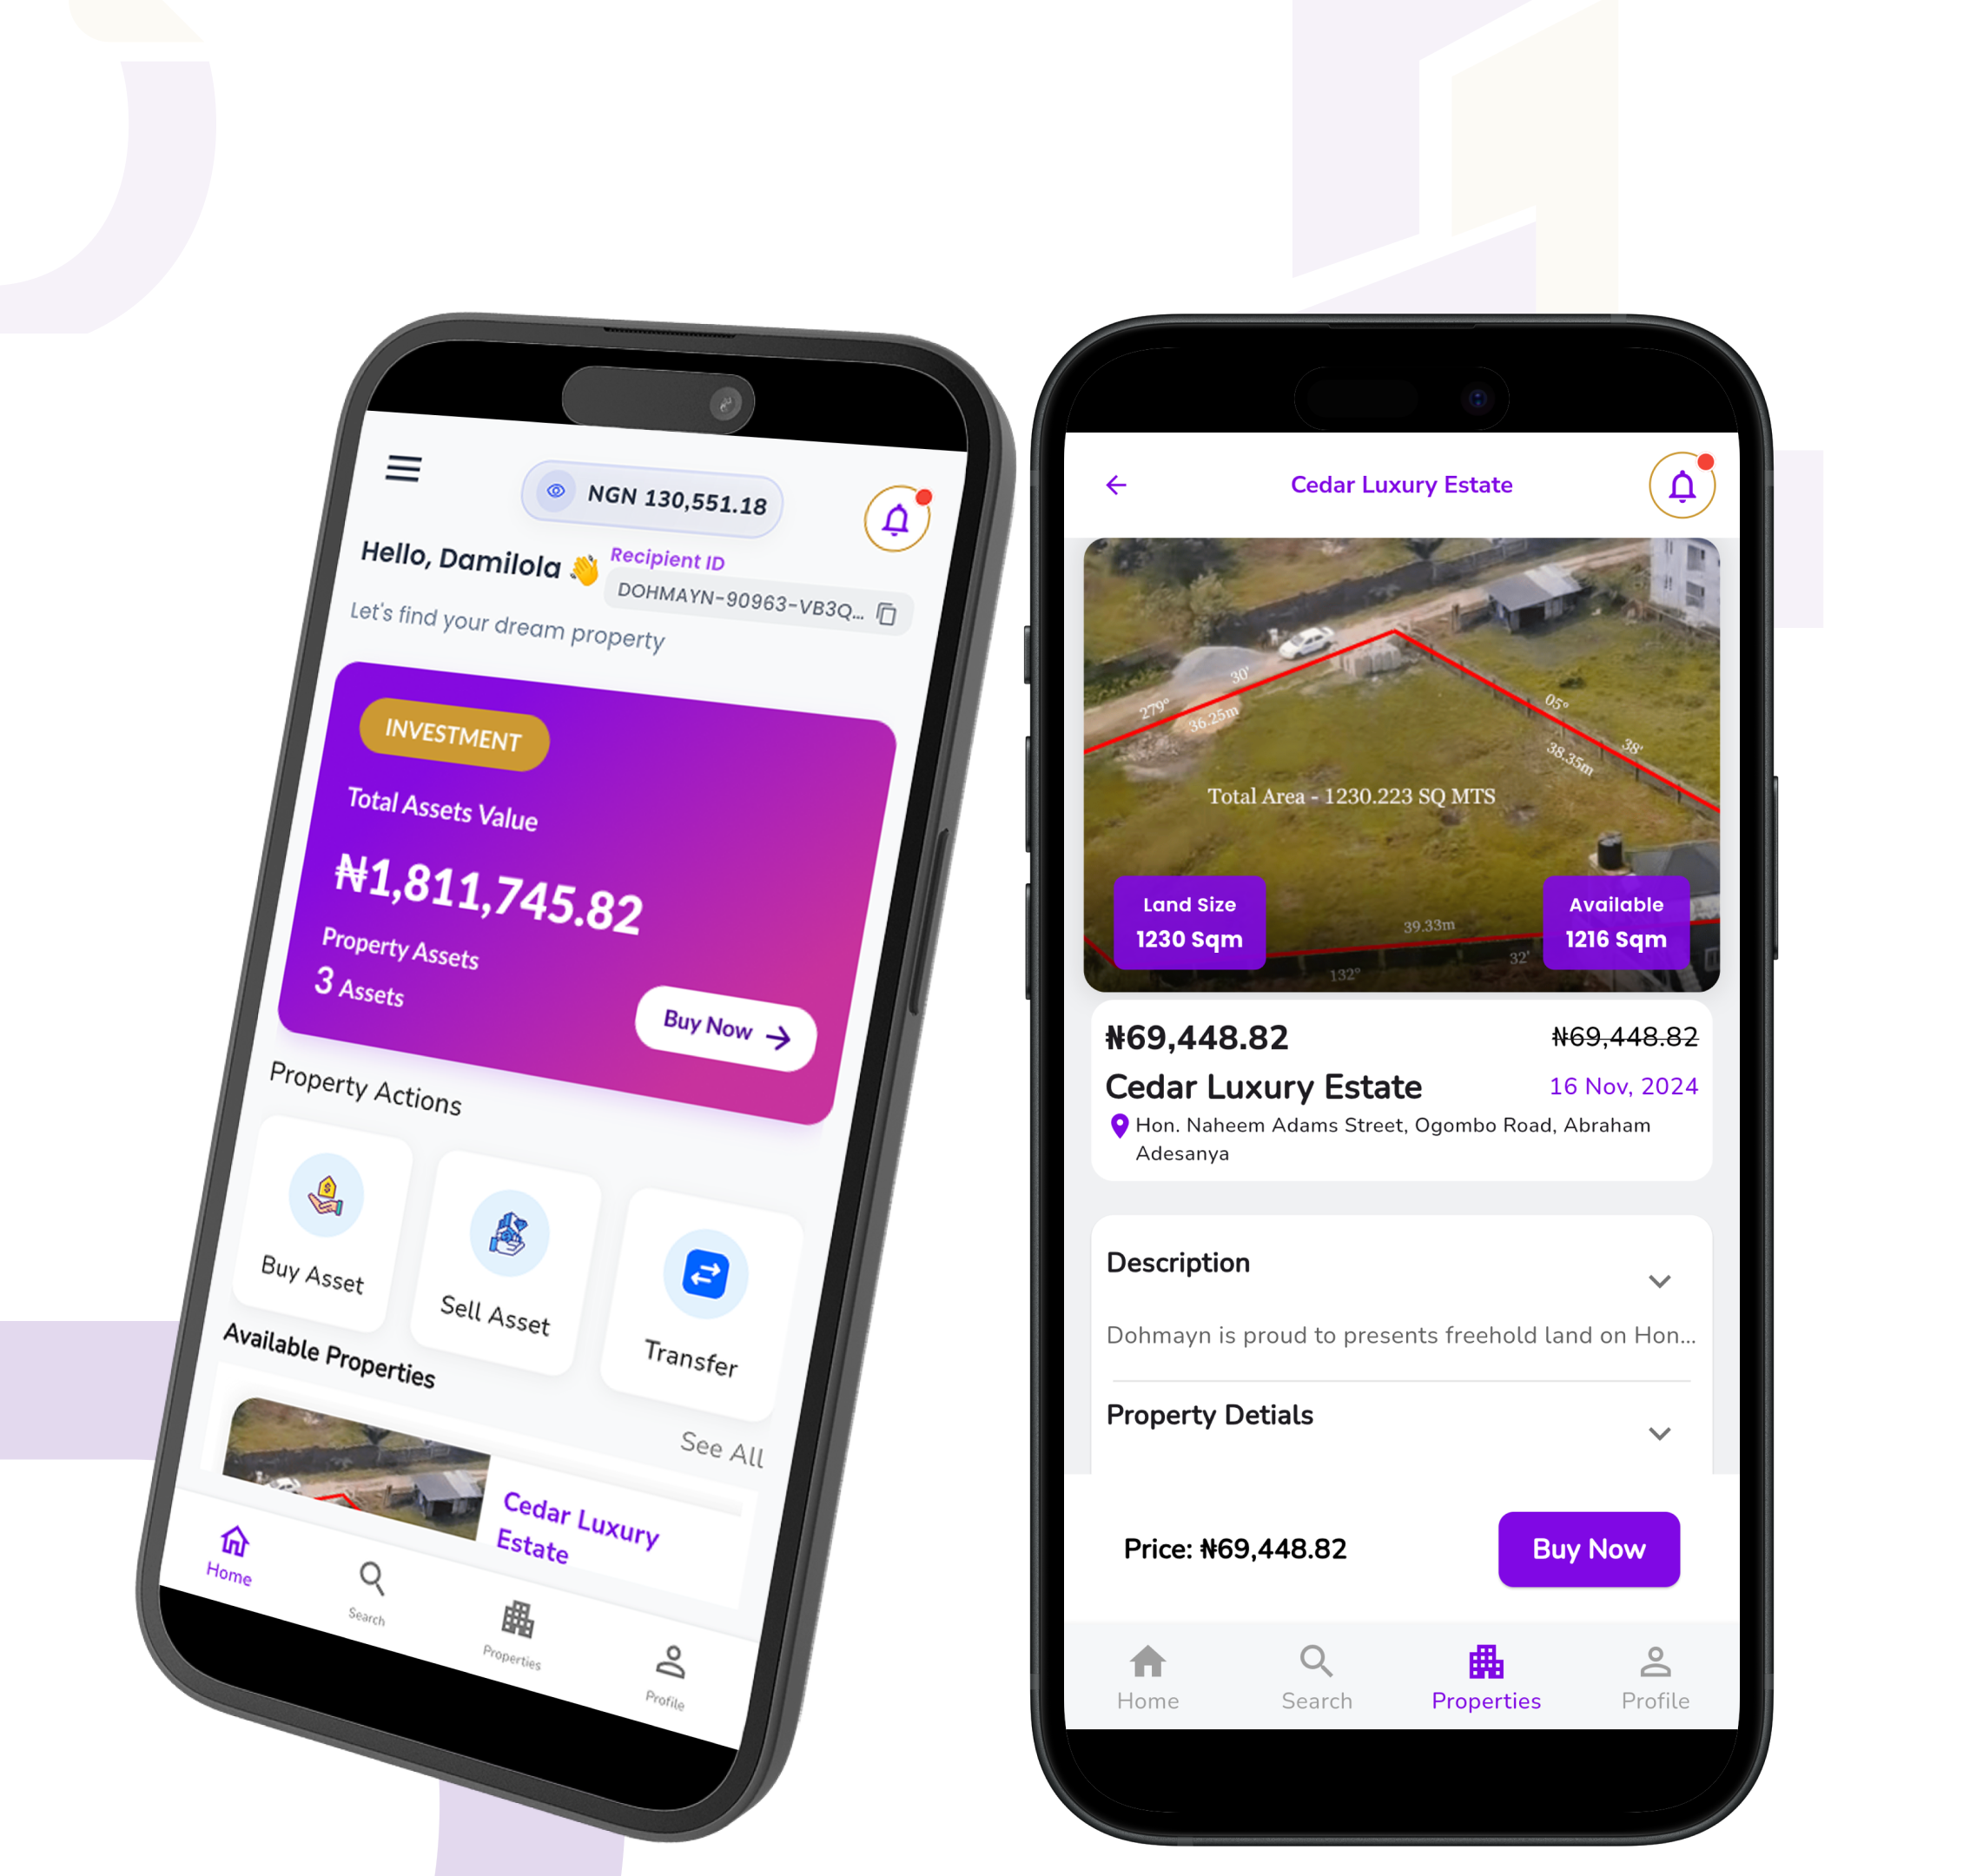 NGN 130,551.18
Hello, Damilola 👋
Recipient ID
DOHMAYN-90963-VB3Q...
Let's find your dream property
INVESTMENT
Total Assets Value
₦1,811,745.82
Property Assets
3 Assets
Buy Now
Property Actions
Buy Asset
Sell Asset
Transfer
Available Properties
See All
Cedar Luxury
Estate
Home
Search
Properties
Profile
Cedar Luxury Estate
279°
30'
36.25m
05°
38'
38.35m
Total Area - 1230.223 SQ MTS
Land Size
1230 Sqm
Available
1216 Sqm
39.33m
132°
32'
₦69,448.82
₦69,448.82
Cedar Luxury Estate
16 Nov, 2024
Hon. Naheem Adams Street, Ogombo Road, Abraham
Adesanya
Description
Dohmayn is proud to presents freehold land on Hon...
Property Detials
Price: ₦69,448.82
Buy Now
Home
Search
Properties
Profile